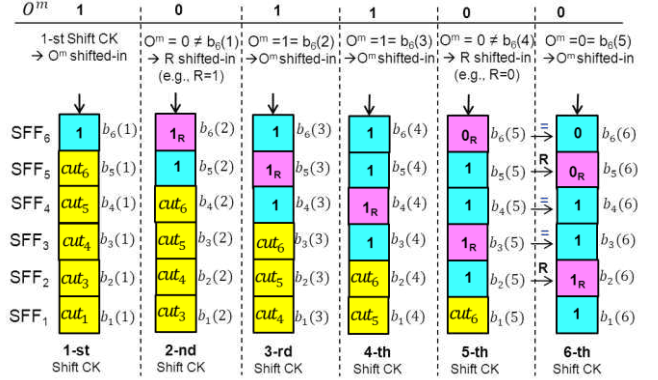 O^m 1 0 1 1 0 0
1-st Shift CK
→ O^m shifted-in
O^m = 0 ≠ b_6(1)
→ R shifted-in
(e.g., R=1)
O^m =1= b_6(2)
→O^m shifted-in
O^m =1= b_6(3)
→O^m shifted-in
O^m = 0 ≠ b_6(4)
→ R shifted-in
(e.g., R=0)
O^m =0= b_6(5)
→O^m shifted-in
SFF_6 1 b_6(1) 1_R b_6(2) 1 b_6(3) 1 b_6(4) 0_R b_6(5) = 0 b_6(6)
SFF_5 cut_6 b_5(1) 1 b_5(2) 1_R b_5(3) 1 b_5(4) 1 b_5(5) R 0_R b_5(6)
SFF_4 cut_5 b_4(1) cut_6 b_4(2) 1 b_4(3) 1_R b_4(4) 1 b_4(5) = 1 b_4(6)
SFF_3 cut_4 b_3(1) cut_5 b_3(2) cut_6 b_3(3) 1 b_3(4) 1_R b_3(5) = 1 b_3(6)
SFF_2 cut_3 b_2(1) cut_4 b_2(2) cut_5 b_2(3) cut_6 b_2(4) 1 b_2(5) R 1_R b_2(6)
SFF_1 cut_1 b_1(1) cut_3 b_1(2) cut_4 b_1(3) cut_5 b_1(4) cut_6 b_1(5) 1 b_1(6)
1-st 2-nd 3-rd 4-th 5-th 6-th
Shift CK Shift CK Shift CK Shift CK Shift CK Shift CK